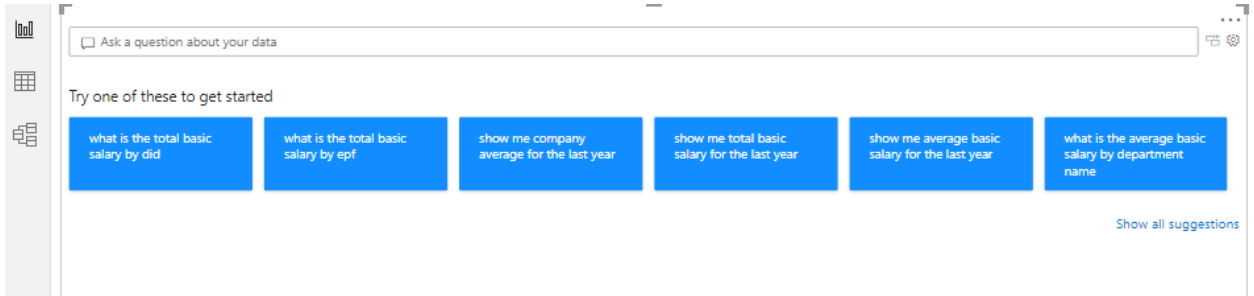 Ask a question about your data
Try one of these to get started
what is the total basic
salary by did
what is the total basic
salary by epf
show me company
average for the last year
show me total basic
salary for the last year
show me average basic
salary for the last year
what is the average basic
salary by department
name
Show all suggestions